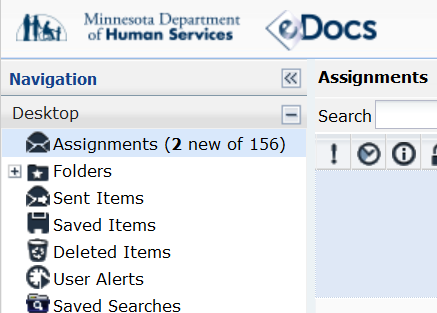 Minnesota Department
of Human Services
eDocs
Navigation
Desktop
Assignments (2 new of 156)
Folders
Sent Items
Saved Items
Deleted Items
User Alerts
Saved Searches
Assignments
Search